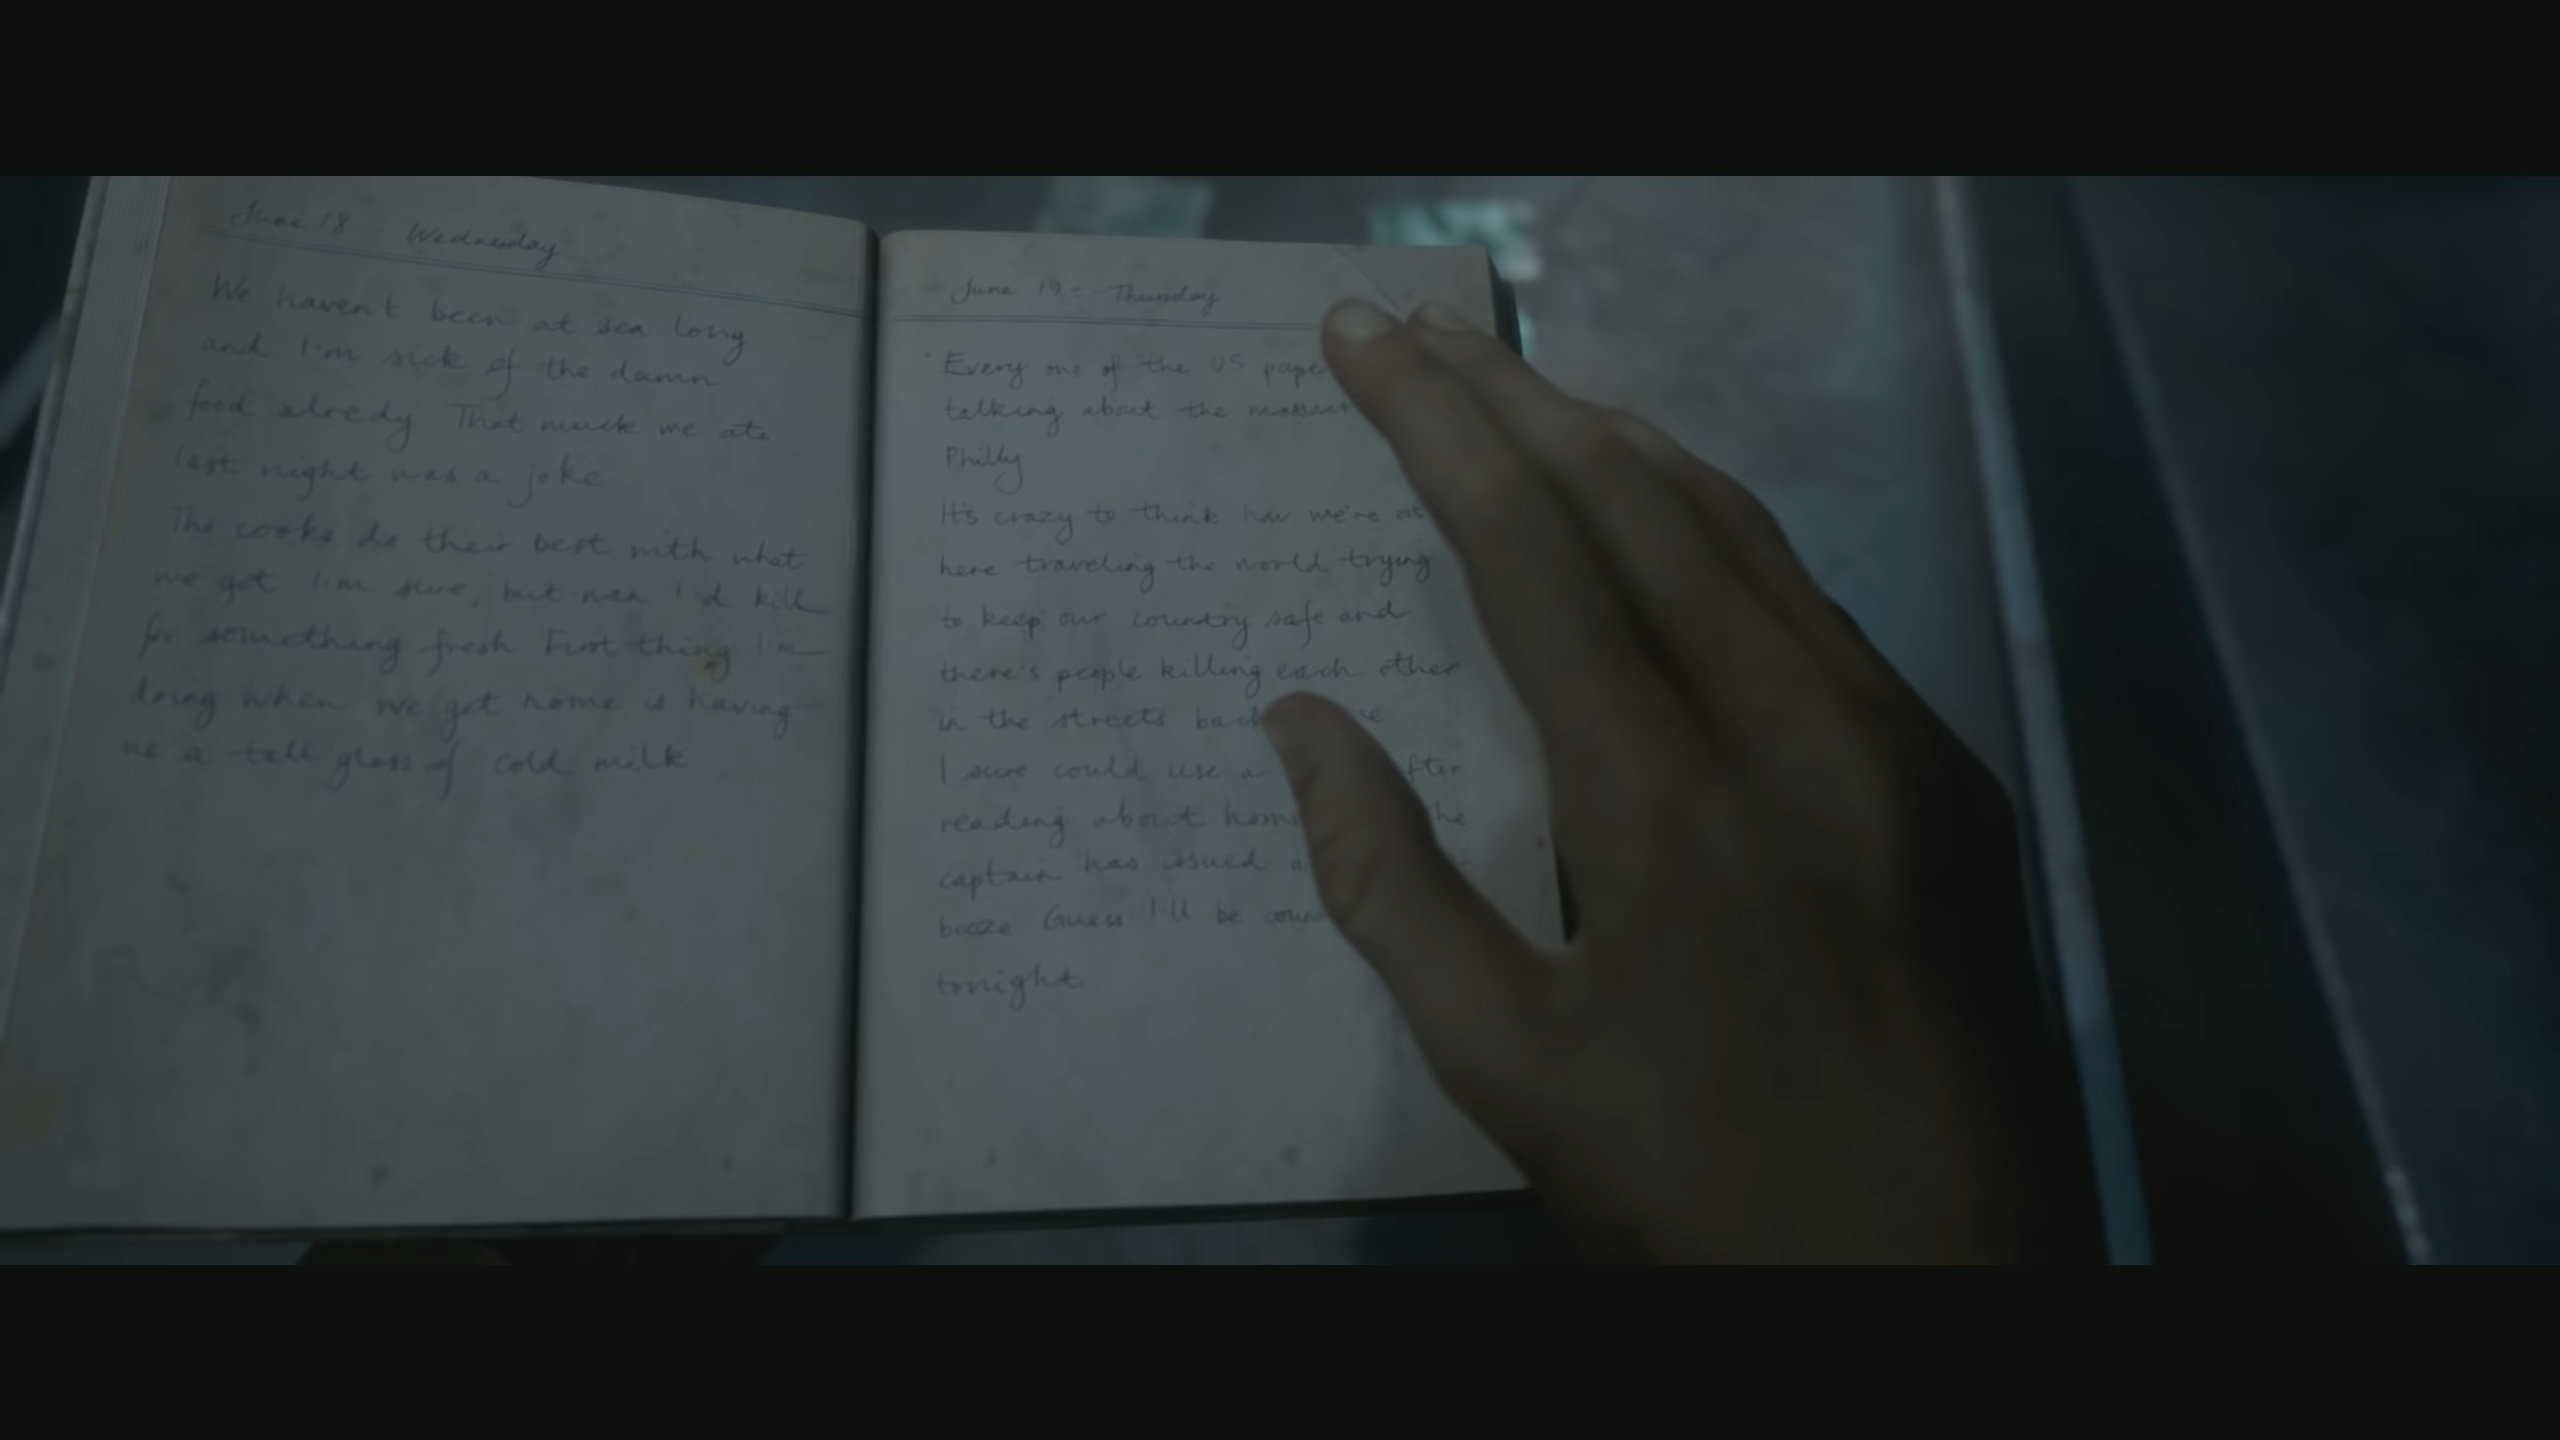 June 18 Wednesday
We haven't been at sea long
and I'm sick of the damn
food alredy That muck we ate
last night was a joke
The cooks do their best with what
we got I'm sure, but man I'd kill
for something fresh First thing I'm
doing when we get home is having
me a tall glass of cold milk
June 19 - Thursday
Every one of the US
talking about the
Philly
It's crazy to think how we're
here traveling the world trying
to keep our country safe and
there's people killing each other
in the streets
I sure could use a
reading about
captain has issued
booze Guess I'll be
tonight